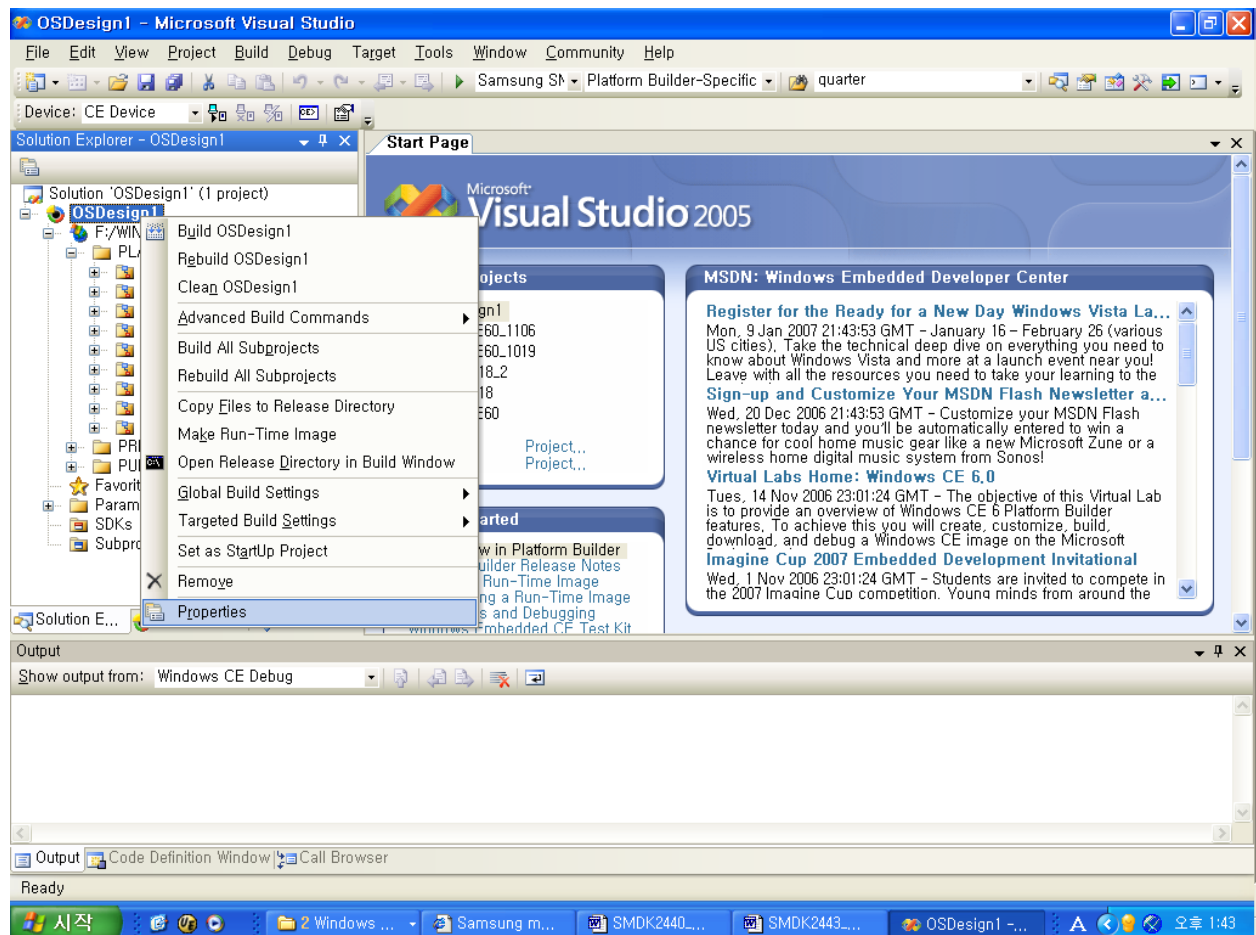 OSDesign1 - Microsoft Visual Studio
File Edit View Project Build Debug Target Tools Window Community Help
Platform Builder-Specific quarter
Device: CE Device
Solution Explorer - OSDesign1
Start Page
Solution 'OSDesign1' (1 project)
OSDesign1
F:/WIN
Favorit
Param
SDKs
Subpro
Solution E...
Build OSDesign1
Rebuild OSDesign1
Clean OSDesign1
Advanced Build Commands
Build All Subprojects
Rebuild All Subprojects
Copy Files to Release Directory
Make Run-Time Image
Open Release Directory in Build Window
Global Build Settings
Targeted Build Settings
Set as StartUp Project
Remove
Properties
Microsoft
Visual Studio 2005
ojects
gn1
E60_1106
E60_1019
18_2
18
E60
Project...
Project...
arted
w in Platform Builder
uilder Release Notes
Run-Time Image
ng a Run-Time Image
s and Debugging
Windows Embedded CE Test Kit
MSDN: Windows Embedded Developer Center
Register for the Ready for a New Day Windows Vista La...
Mon, 9 Jan 2007 21:43:53 GMT - January 16 - February 26 (various
US cities), Take the technical deep dive on everything you need to
know about Windows Vista and more at a launch event near you!
Leave with all the resources you need to take your learning to the
Sign-up and Customize Your MSDN Flash Newsletter a...
Wed, 20 Dec 2006 21:43:53 GMT - Customize your MSDN Flash
newsletter today and you'll be automatically entered to win a
chance for cool home music gear like a new Microsoft Zune or a
wireless home digital music system from Sonos!
Virtual Labs Home: Windows CE 6.0
Tues, 14 Nov 2006 23:01:24 GMT - The objective of this Virtual Lab
is to provide an overview of Windows CE 6 Platform Builder
features, To achieve this you will create, customize, build,
download, and debug a Windows CE image on the Microsoft
Imagine Cup 2007 Embedded Development Invitational
Wed, 1 Nov 2006 23:01:24 GMT - Students are invited to compete in
the 2007 Imagine Cup competition. Young minds from around the
Output
Show output from: Windows CE Debug
Output Code Definition Window Call Browser
Ready
시작 2 Windows ... Samsung m... SMDK2440_... SMDK2443_... OSDesign1 -... A 오후 1:43